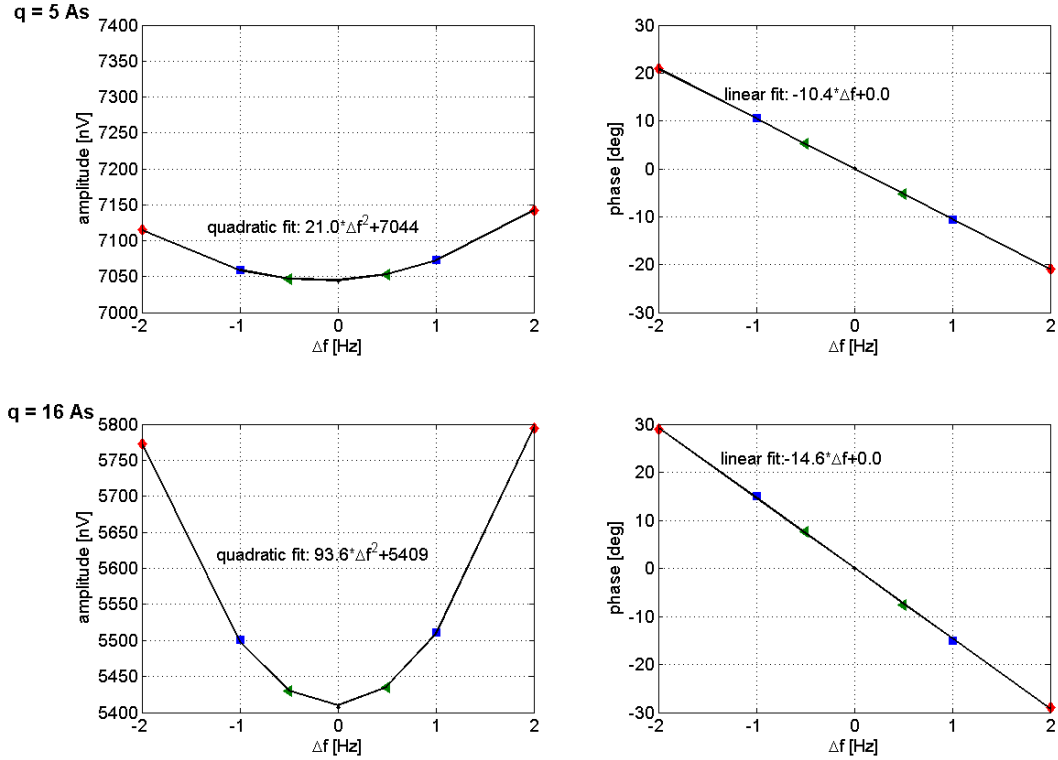 q = 5 As
7400
7350
7300
7250
7200
7150
7100
7050
7000
amplitude [nV]
quadratic fit: 21.0*Δf²+7044
-2 -1 0 1 2
Δf [Hz]
30
20
10
0
-10
-20
-30
phase [deg]
linear fit: -10.4*Δf+0.0
-2 -1 0 1 2
Δf [Hz]
q = 16 As
5800
5750
5700
5650
5600
5550
5500
5450
5400
amplitude [nV]
quadratic fit: 93.6*Δf²+5409
-2 -1 0 1 2
Δf [Hz]
30
20
10
0
-10
-20
-30
phase [deg]
linear fit:-14.6*Δf+0.0
-2 -1 0 1 2
Δf [Hz]